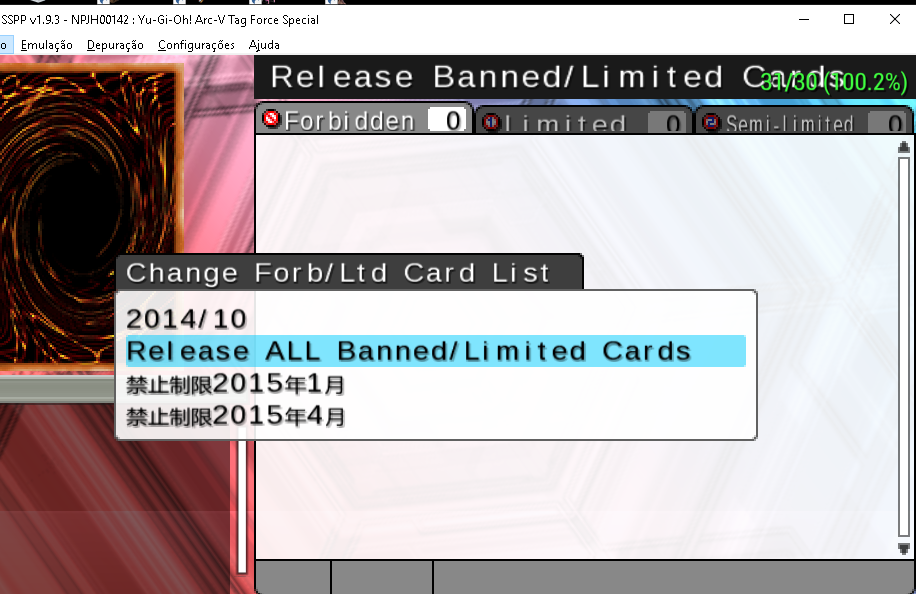 SSPP v1.9.3 - NPJH00142 : Yu-Gi-Oh! Arc-V Tag Force Special
o Emulação Depuração Configurações Ajuda
Release Banned/Limited Cards
31/30 (100.2%)
Forbidden 0 Limited 0 Semi-Limited 0
Change Forb/Ltd Card List
2014/10
Release ALL Banned/Limited Cards
禁止制限2015年1月
禁止制限2015年4月